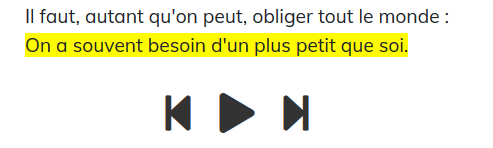 Il faut, autant qu'on peut, obliger tout le monde :
On a souvent besoin d'un plus petit que soi.